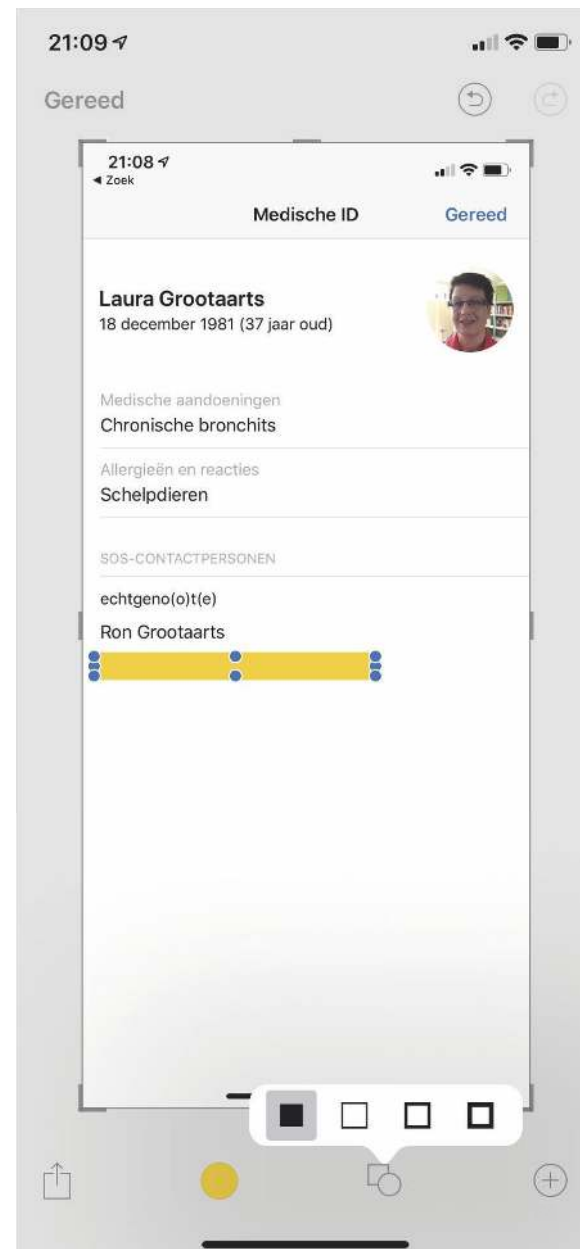 21:09
Gereed
21:08
◀ Zoek
Medische ID
Gereed
Laura Grootaarts
18 december 1981 (37 jaar oud)
Medische aandoeningen
Chronische bronchits
Allergieën en reacties
Schelpdieren
SOS-CONTACTPERSONEN
echtgeno(o)t(e)
Ron Grootaarts